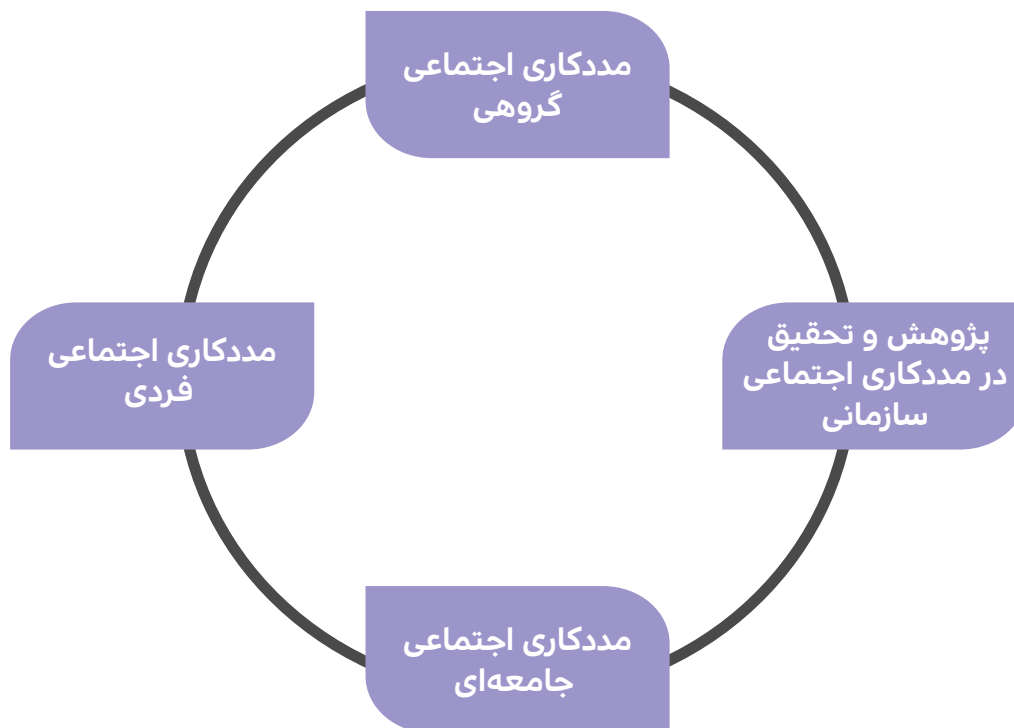 مددکاری اجتماعی
گروهی
پژوهش و تحقیق
در مددکاری اجتماعی
سازمانی
مددکاری اجتماعی
فردی
مددکاری اجتماعی
جامعه‌ای